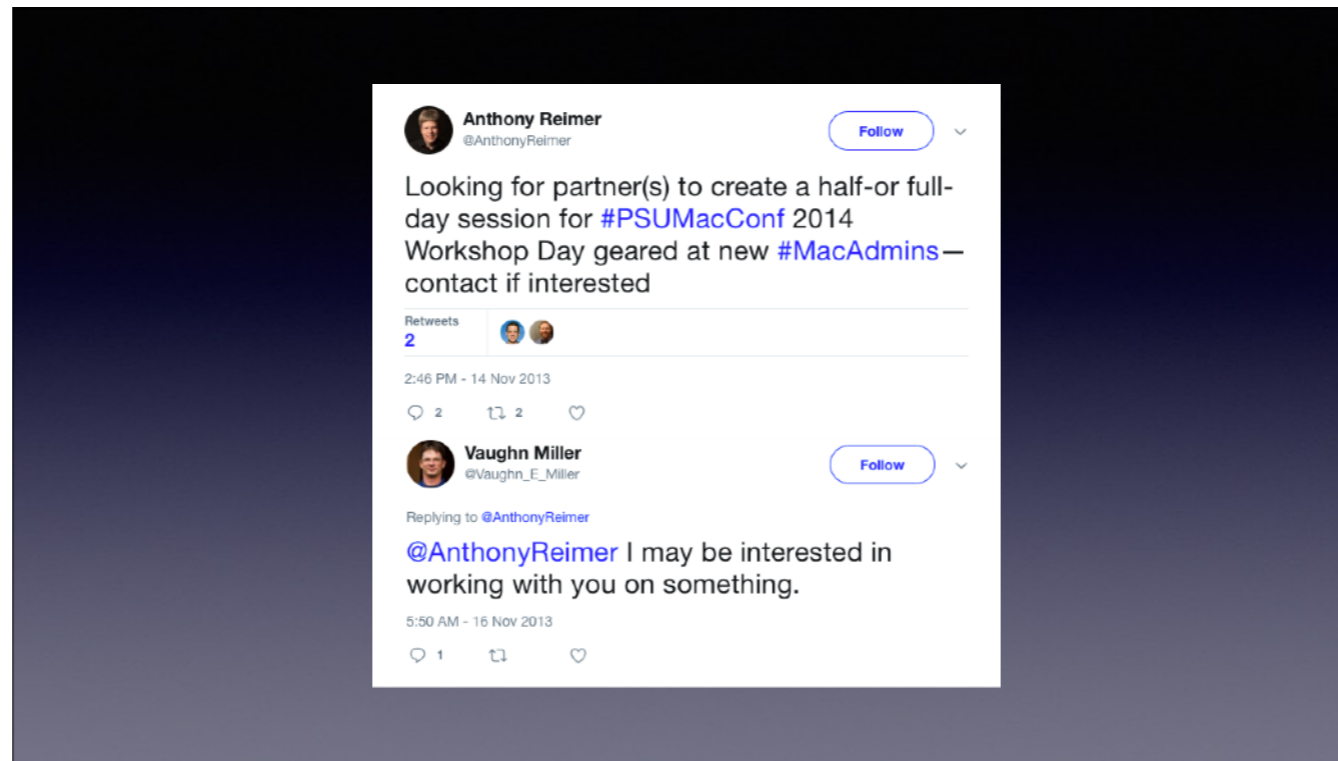 Anthony Reimer
@AnthonyReimer
Follow
Looking for partner(s) to create a half-or full-
day session for #PSUMacConf 2014
Workshop Day geared at new #MacAdmins—
contact if interested
Retweets
2
2:46 PM - 14 Nov 2013
2 2
Vaughn Miller
@Vaughn_E_Miller
Follow
Replying to @AnthonyReimer
@AnthonyReimer I may be interested in
working with you on something.
5:50 AM - 16 Nov 2013
1